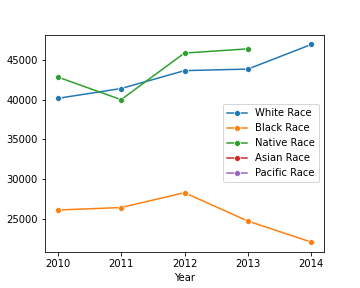 45000
40000
35000
30000
25000
White Race
Black Race
Native Race
Asian Race
Pacific Race
2010 2011 2012 2013 2014
Year